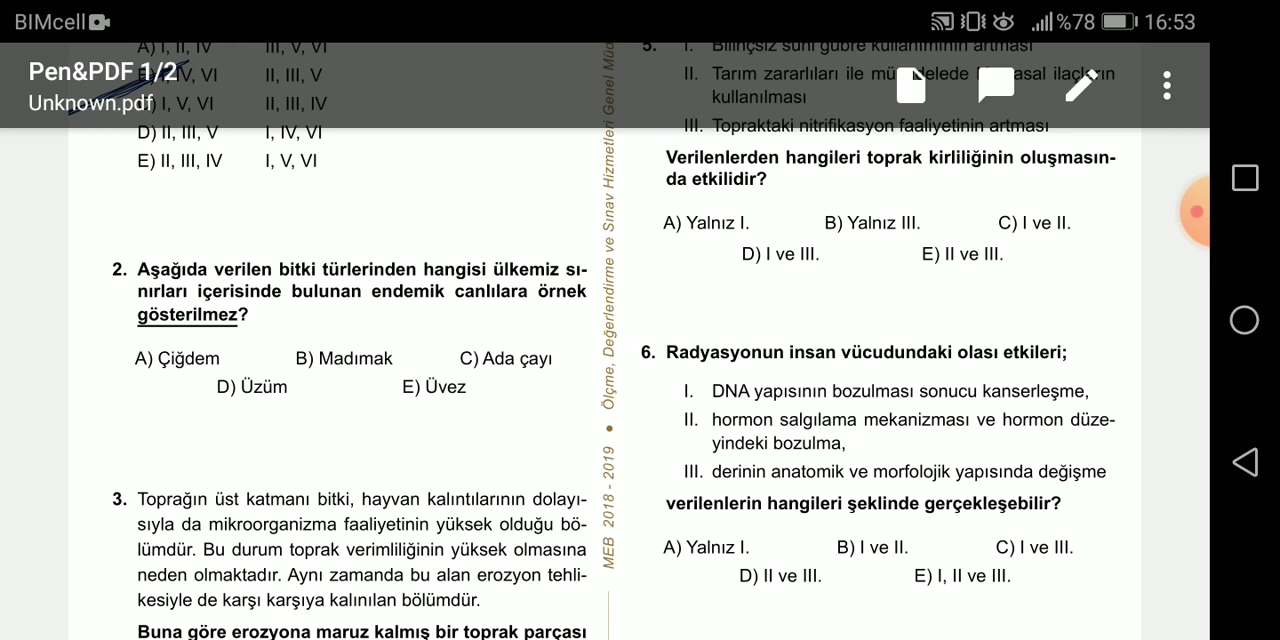 BIMcell
%78 16:53
Pen&PDF 1/2
Unknown.pdf
A) I, II, IV III, V, VI
IV, VI II, III, V
I, V, VI II, III, IV
D) II, III, V I, IV, VI
E) II, III, IV I, V, VI
2. Aşağıda verilen bitki türlerinden hangisi ülkemiz sı-
nırları içerisinde bulunan endemik canlılara örnek
gösterilmez?
A) Çiğdem B) Madımak C) Ada çayı
D) Üzüm E) Üvez
3. Toprağın üst katmanı bitki, hayvan kalıntılarının dolayı-
sıyla da mikroorganizma faaliyetinin yüksek olduğu bö-
lümdür. Bu durum toprak verimliliğinin yüksek olmasına
neden olmaktadır. Aynı zamanda bu alan erozyon tehli-
kesiyle de karşı karşıya kalınılan bölümdür.
Buna göre erozyona maruz kalmış bir toprak parçası
MEB 2018 - 2019 ● Ölçme, Değerlendirme ve Sınav Hizmetleri Genel Müd
5. I. Bilinçsiz suni gübre kullanımının artması
II. Tarım zararlıları ile
kullanılması
III. Topraktaki nitrifikasyon faaliyetinin artması
Verilenlerden hangileri toprak kirliliğinin oluşmasın-
da etkilidir?
A) Yalnız I. B) Yalnız III. C) I ve II.
D) I ve III. E) II ve III.
6. Radyasyonun insan vücudundaki olası etkileri;
I. DNA yapısının bozulması sonucu kanserleşme,
II. hormon salgılama mekanizması ve hormon düze-
yindeki bozulma,
III. derinin anatomik ve morfolojik yapısında değişme
verilenlerin hangileri şeklinde gerçekleşebilir?
A) Yalnız I. B) I ve II. C) I ve III.
D) II ve III. E) I, II ve III.